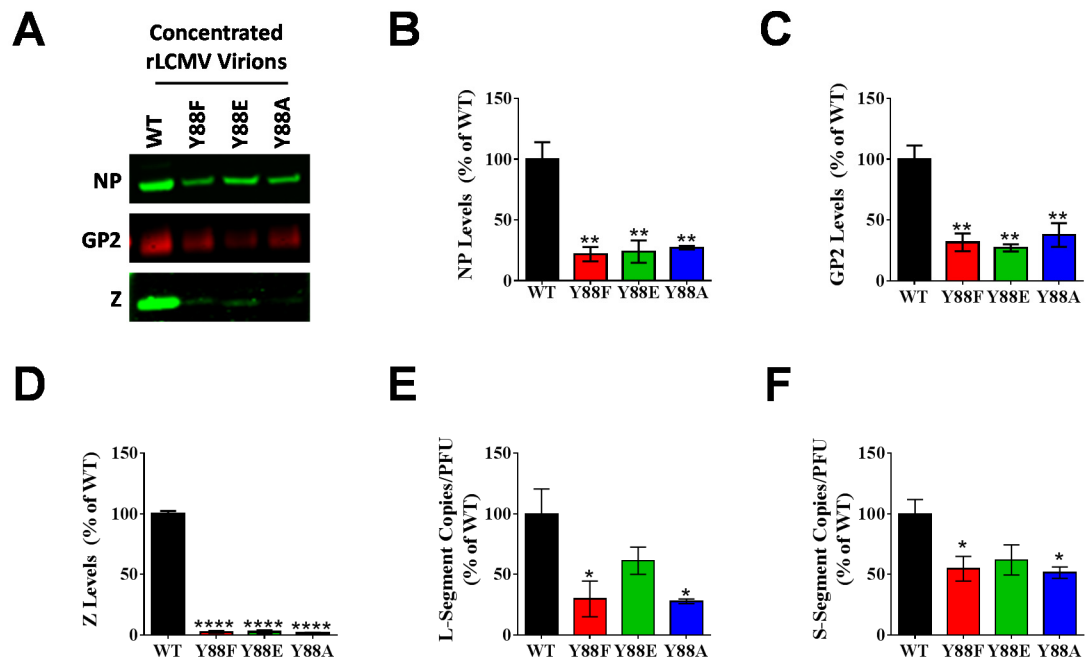 A
Concentrated
rLCMV Virions
WT
Y88F
Y88E
Y88A
NP
GP2
Z
B
NP Levels (% of WT)
150
100
50
0
** ** **
WT Y88F Y88E Y88A
C
GP2 Levels (% of WT)
150
100
50
0
** ** **
WT Y88F Y88E Y88A
D
Z Levels (% of WT)
150
100
50
0
**** **** ****
WT Y88F Y88E Y88A
E
L-Segment Copies/PFU
(% of WT)
150
100
50
0
* *
WT Y88F Y88E Y88A
F
S-Segment Copies/PFU
(% of WT)
150
100
50
0
* *
WT Y88F Y88E Y88A